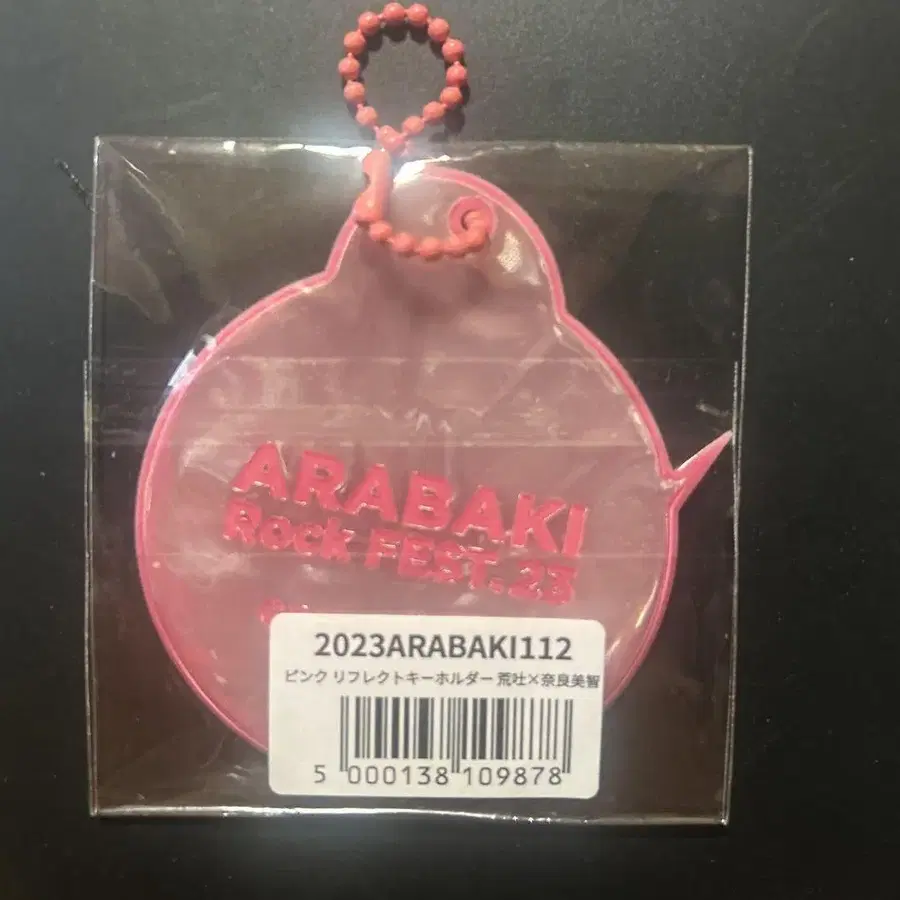 ARABAKI
Rock FEST.23
2023ARABAKI112
ピンク リフレクトキーホルダー 荒吐×奈良美智
5 000138 109878